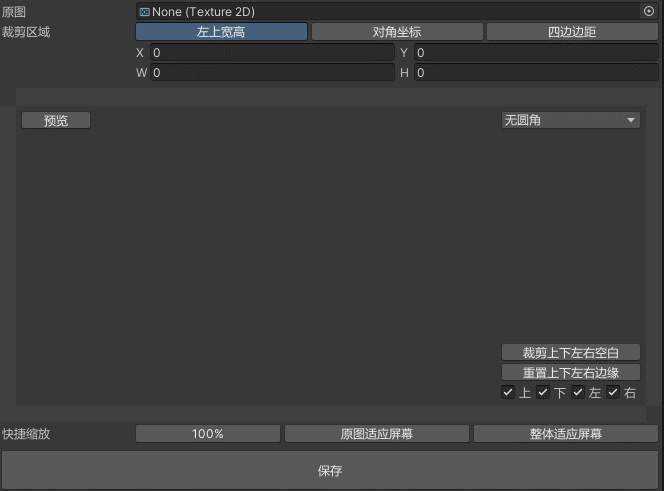 原图 None (Texture 2D)
裁剪区域 左上宽高 对角坐标 四边边距
X 0 Y 0
W 0 H 0
预览 无圆角
裁剪上下左右空白
重置上下左右边缘
上 下 左 右
快捷缩放 100% 原图适应屏幕 整体适应屏幕
保存